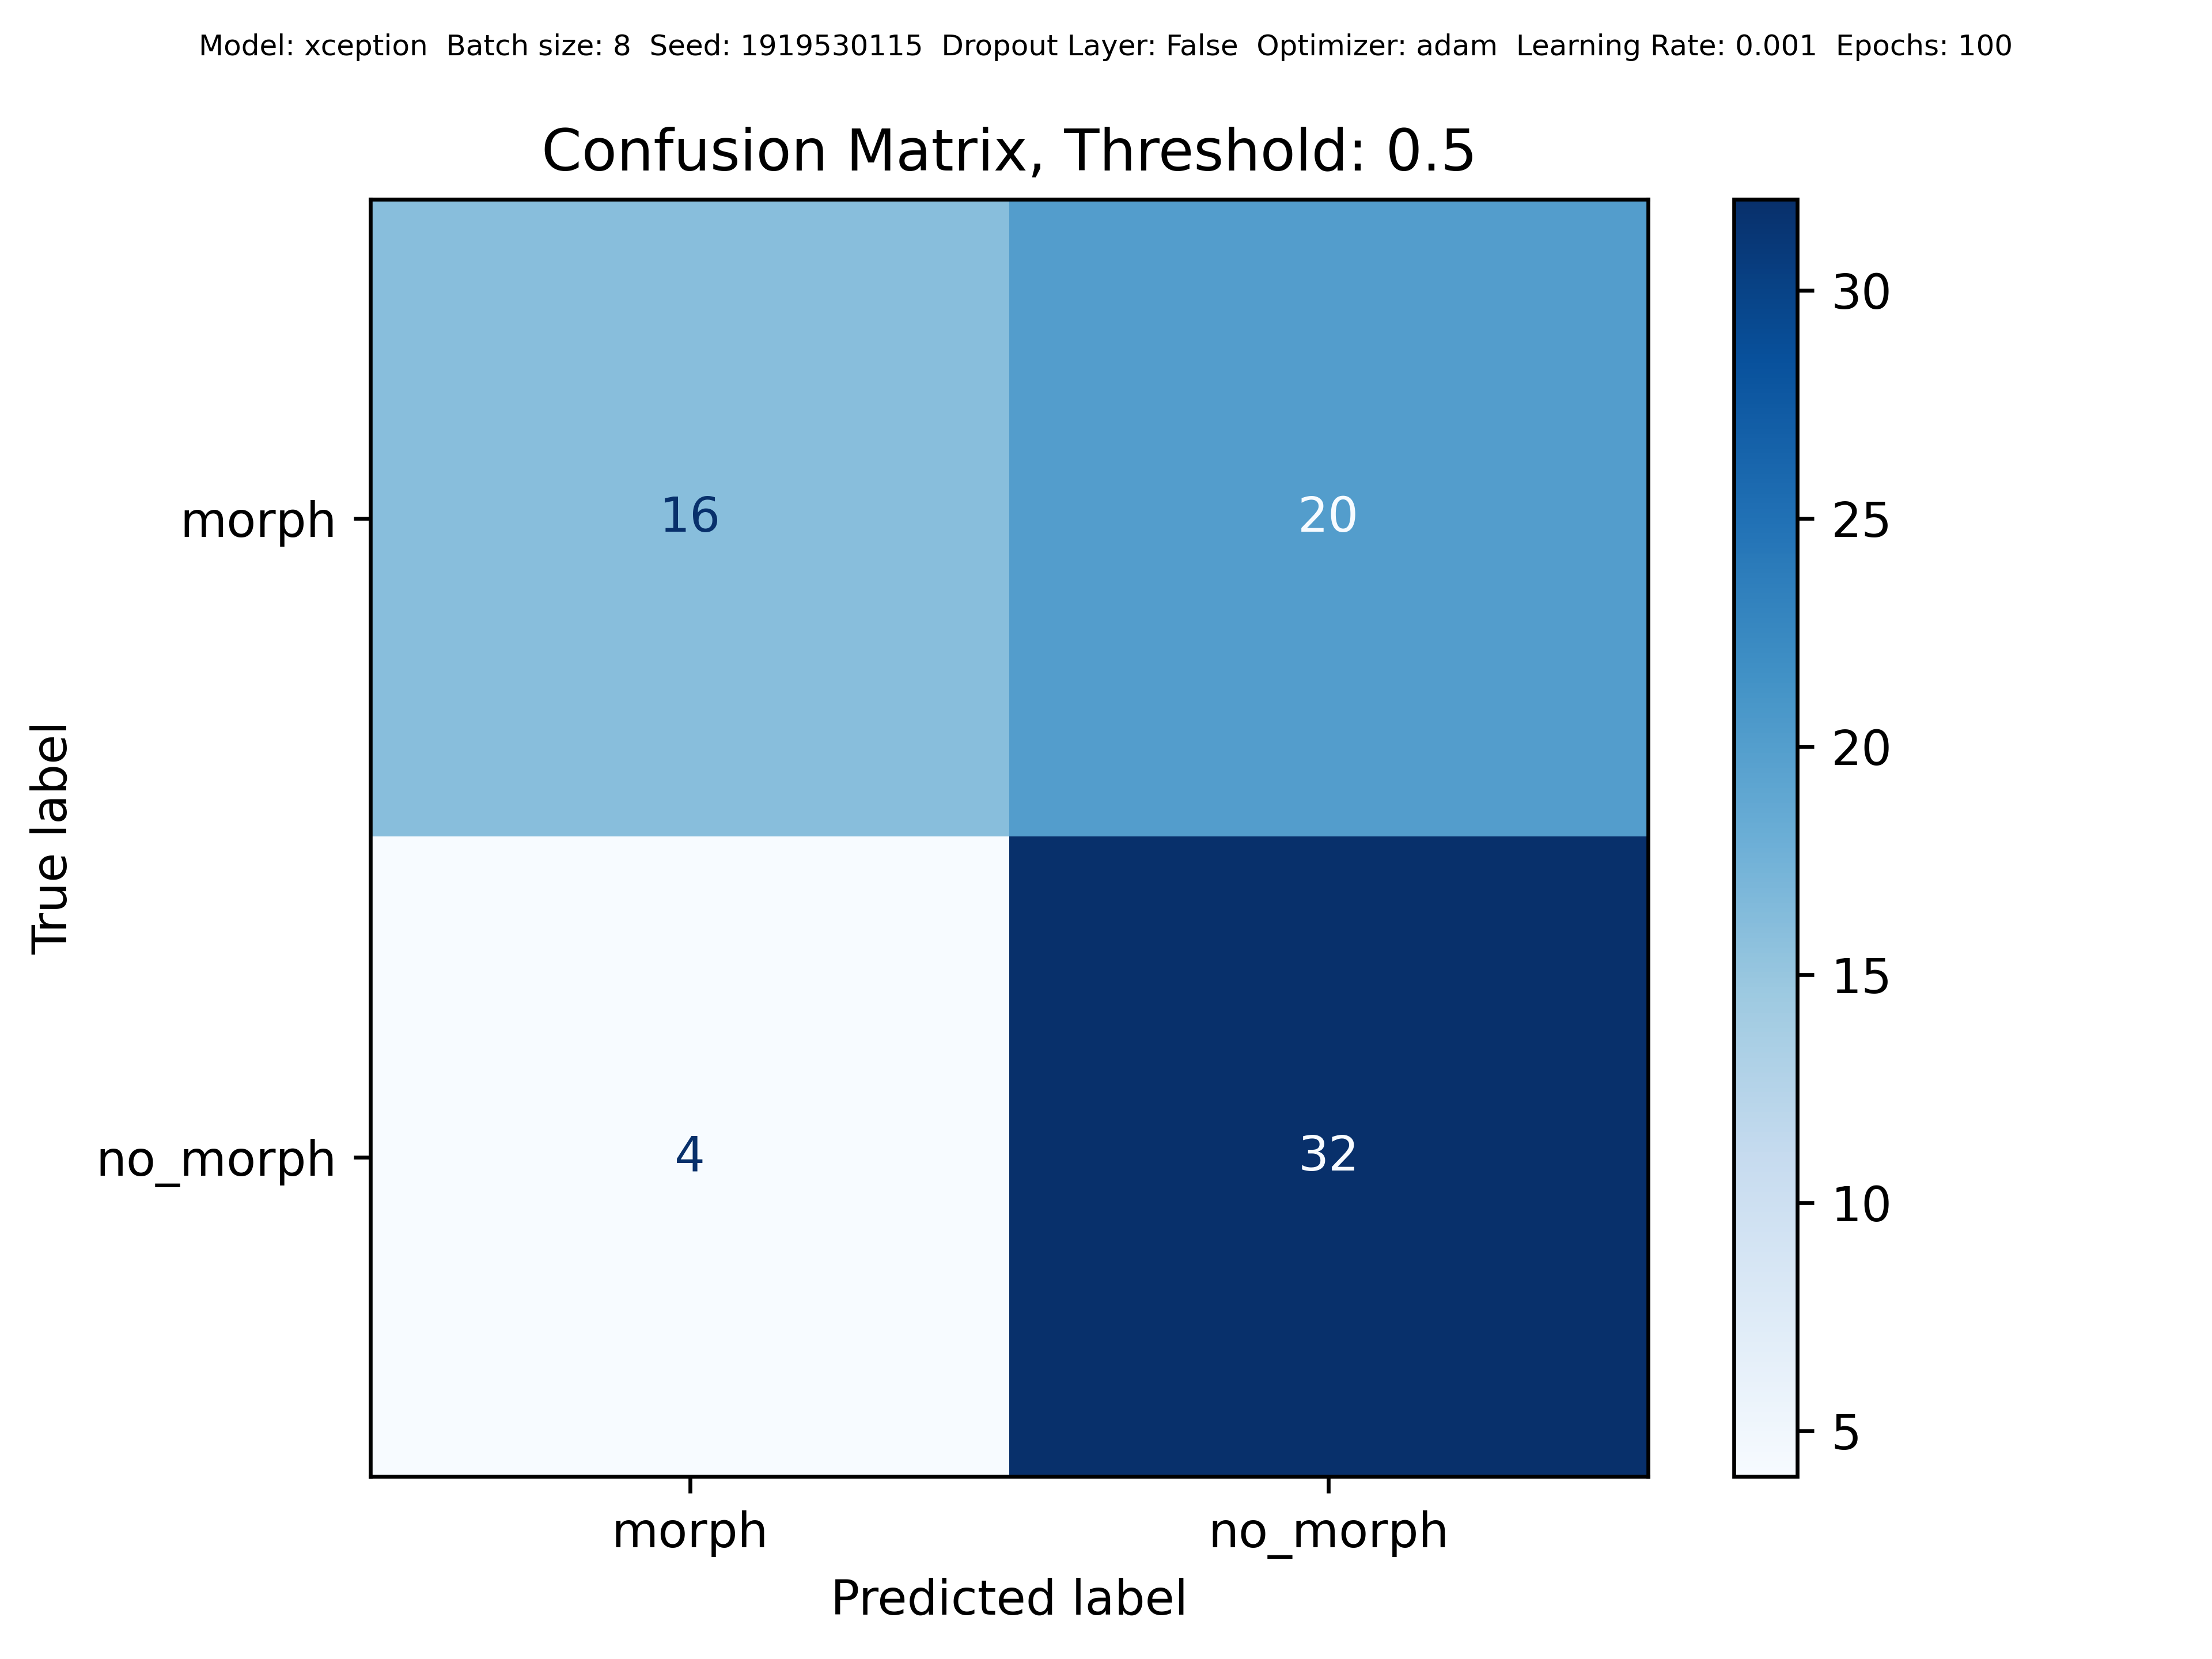 Model: xception  Batch size: 8  Seed: 1919530115  Dropout Layer: False  Optimizer: adam  Learning Rate: 0.001  Epochs: 100
Confusion Matrix, Threshold: 0.5
True label
morph
16
20
no_morph
4
32
morph
no_morph
Predicted label
30
25
20
15
10
5